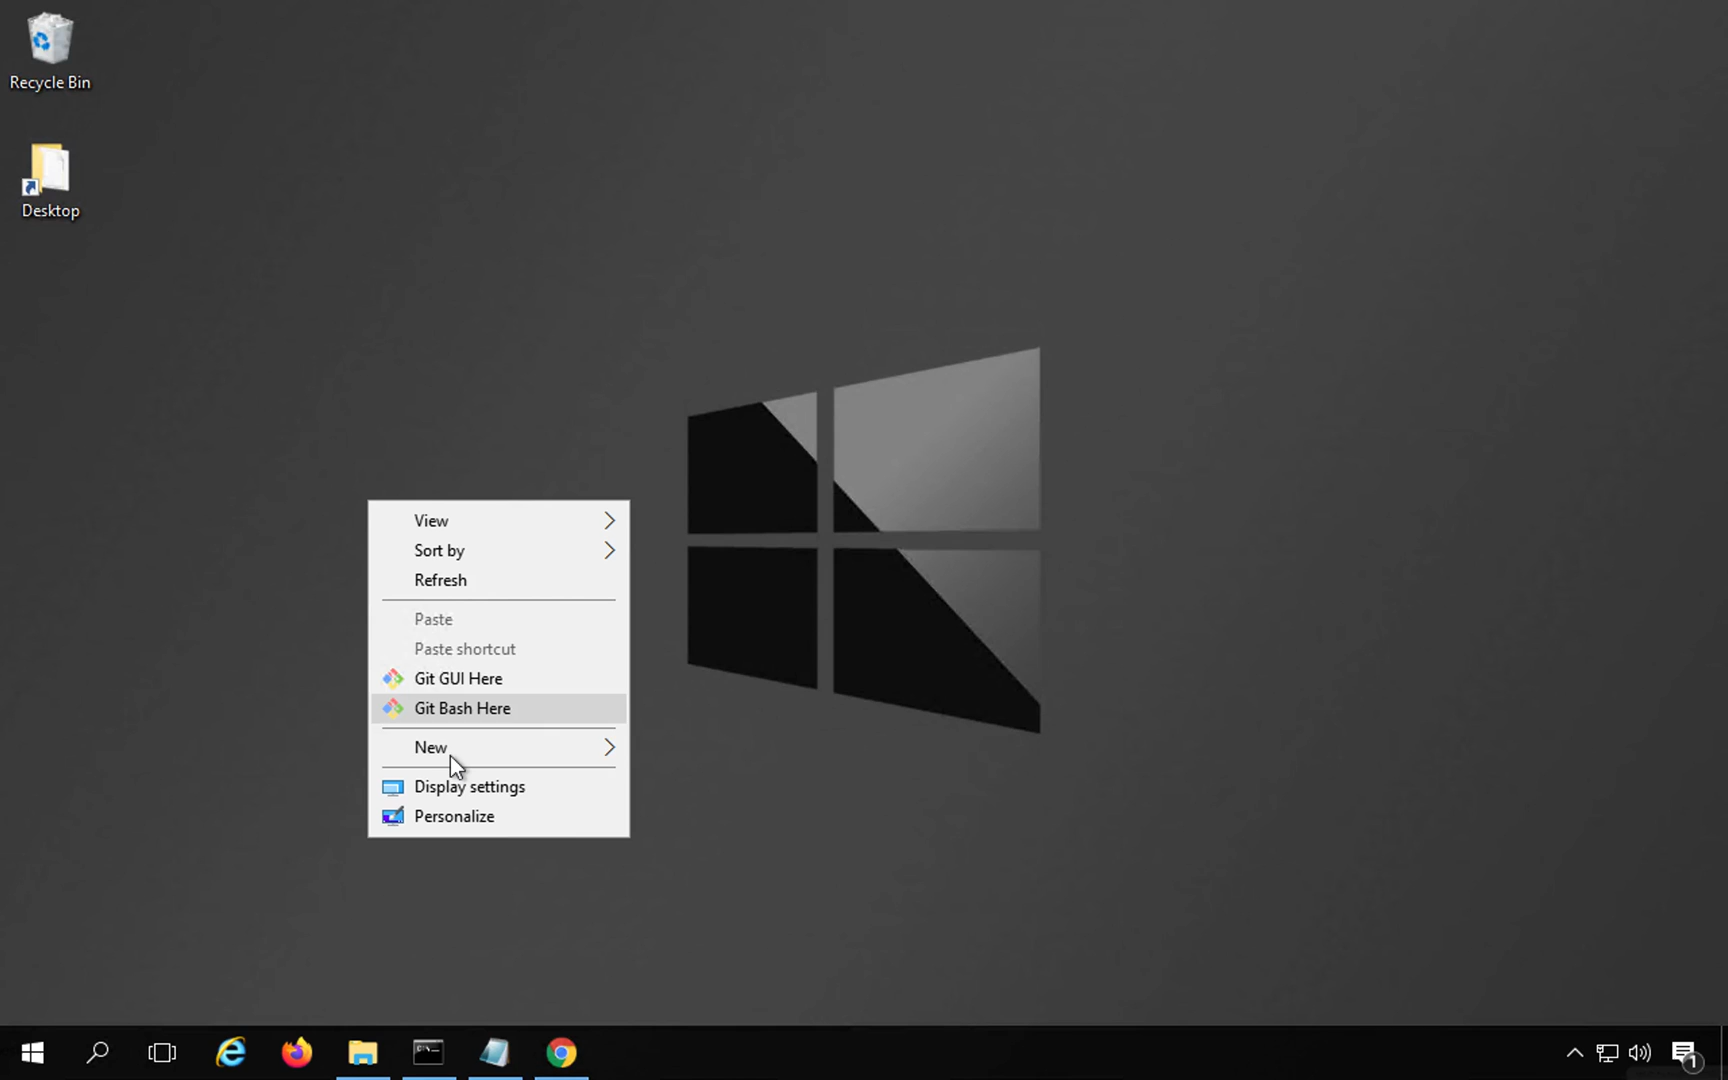 Recycle Bin
Desktop
View
Sort by
Refresh
Paste
Paste shortcut
Git GUI Here
Git Bash Here
New
Display settings
Personalize
1